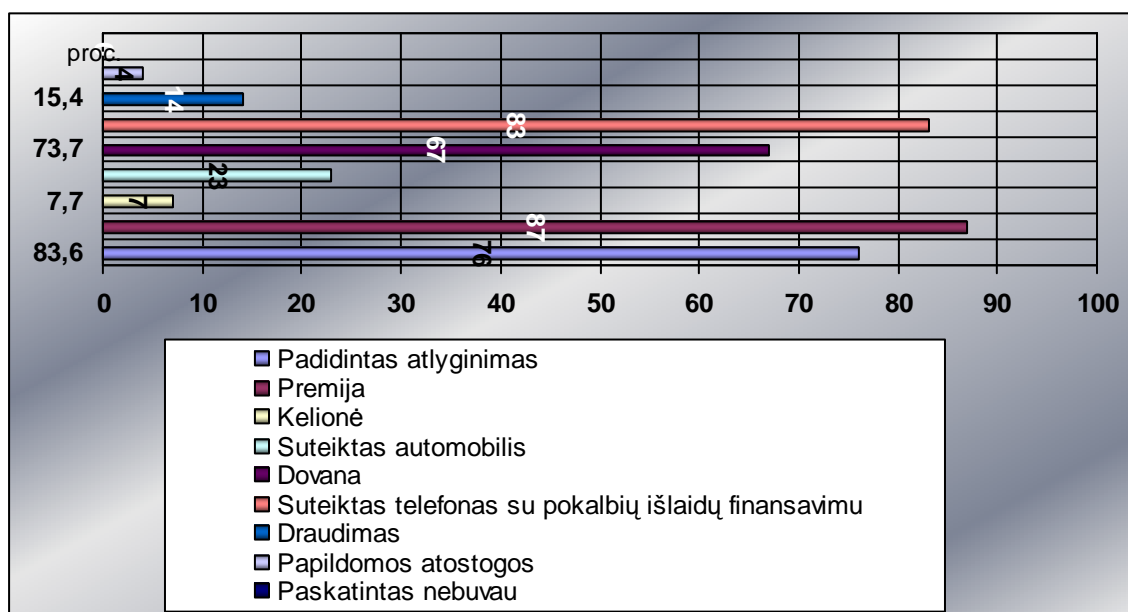 proc.
4
15,4
14
83
73,7
67
23
7,7
7
87
83,6
76
0 10 20 30 40 50 60 70 80 90 100
Padidintas atlyginimas
Premija
Kelionė
Suteiktas automobilis
Dovana
Suteiktas telefonas su pokalbių išlaidų finansavimu
Draudimas
Papildomos atostogos
Paskatintas nebuvau